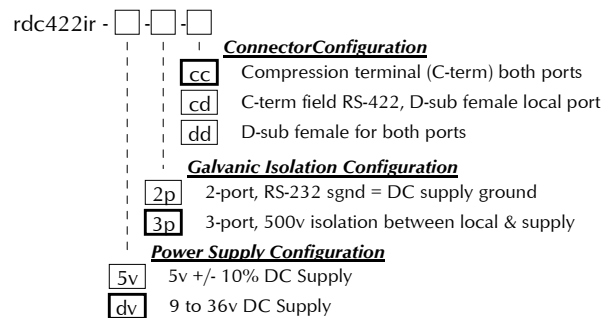 rdc422ir - - -
ConnectorConfiguration
cc Compression terminal (C-term) both ports
cd C-term field RS-422, D-sub female local port
dd D-sub female for both ports
Galvanic Isolation Configuration
2p 2-port, RS-232 sgnd = DC supply ground
3p 3-port, 500v isolation between local & supply
Power Supply Configuration
5v 5v +/- 10% DC Supply
dv 9 to 36v DC Supply